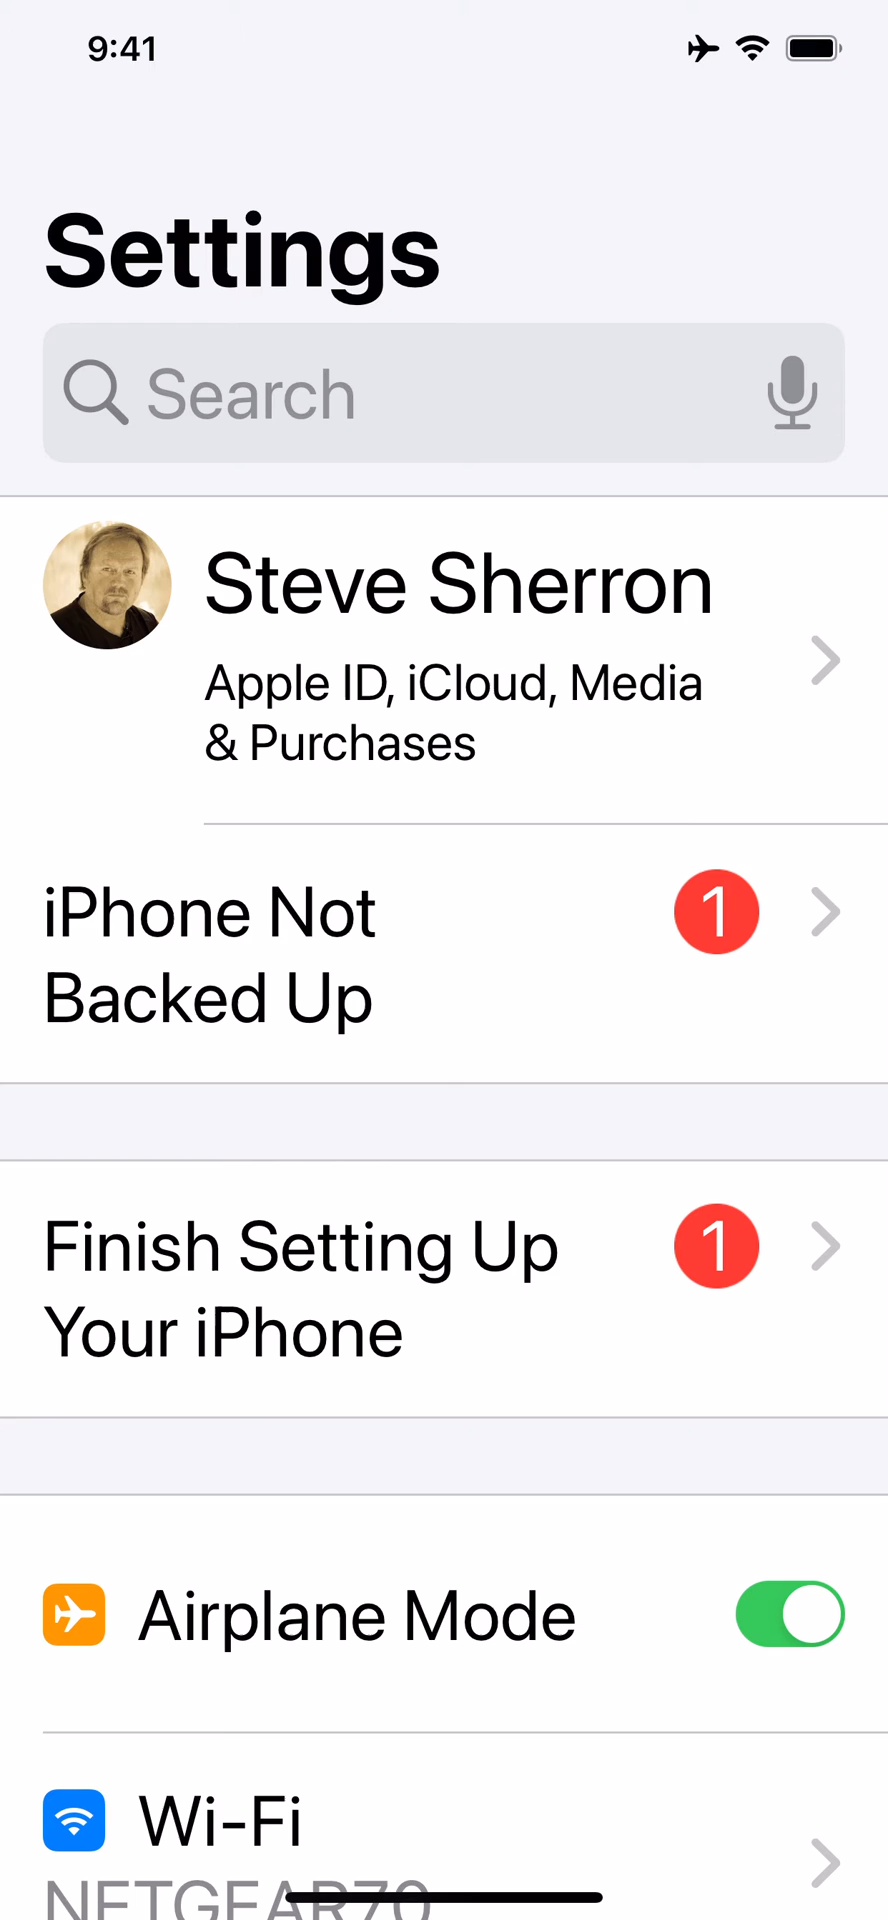 9:41
Settings
Search
Steve Sherron
Apple ID, iCloud, Media
& Purchases
iPhone Not 1
Backed Up
Finish Setting Up 1
Your iPhone
Airplane Mode
Wi-Fi
NETGEAR70